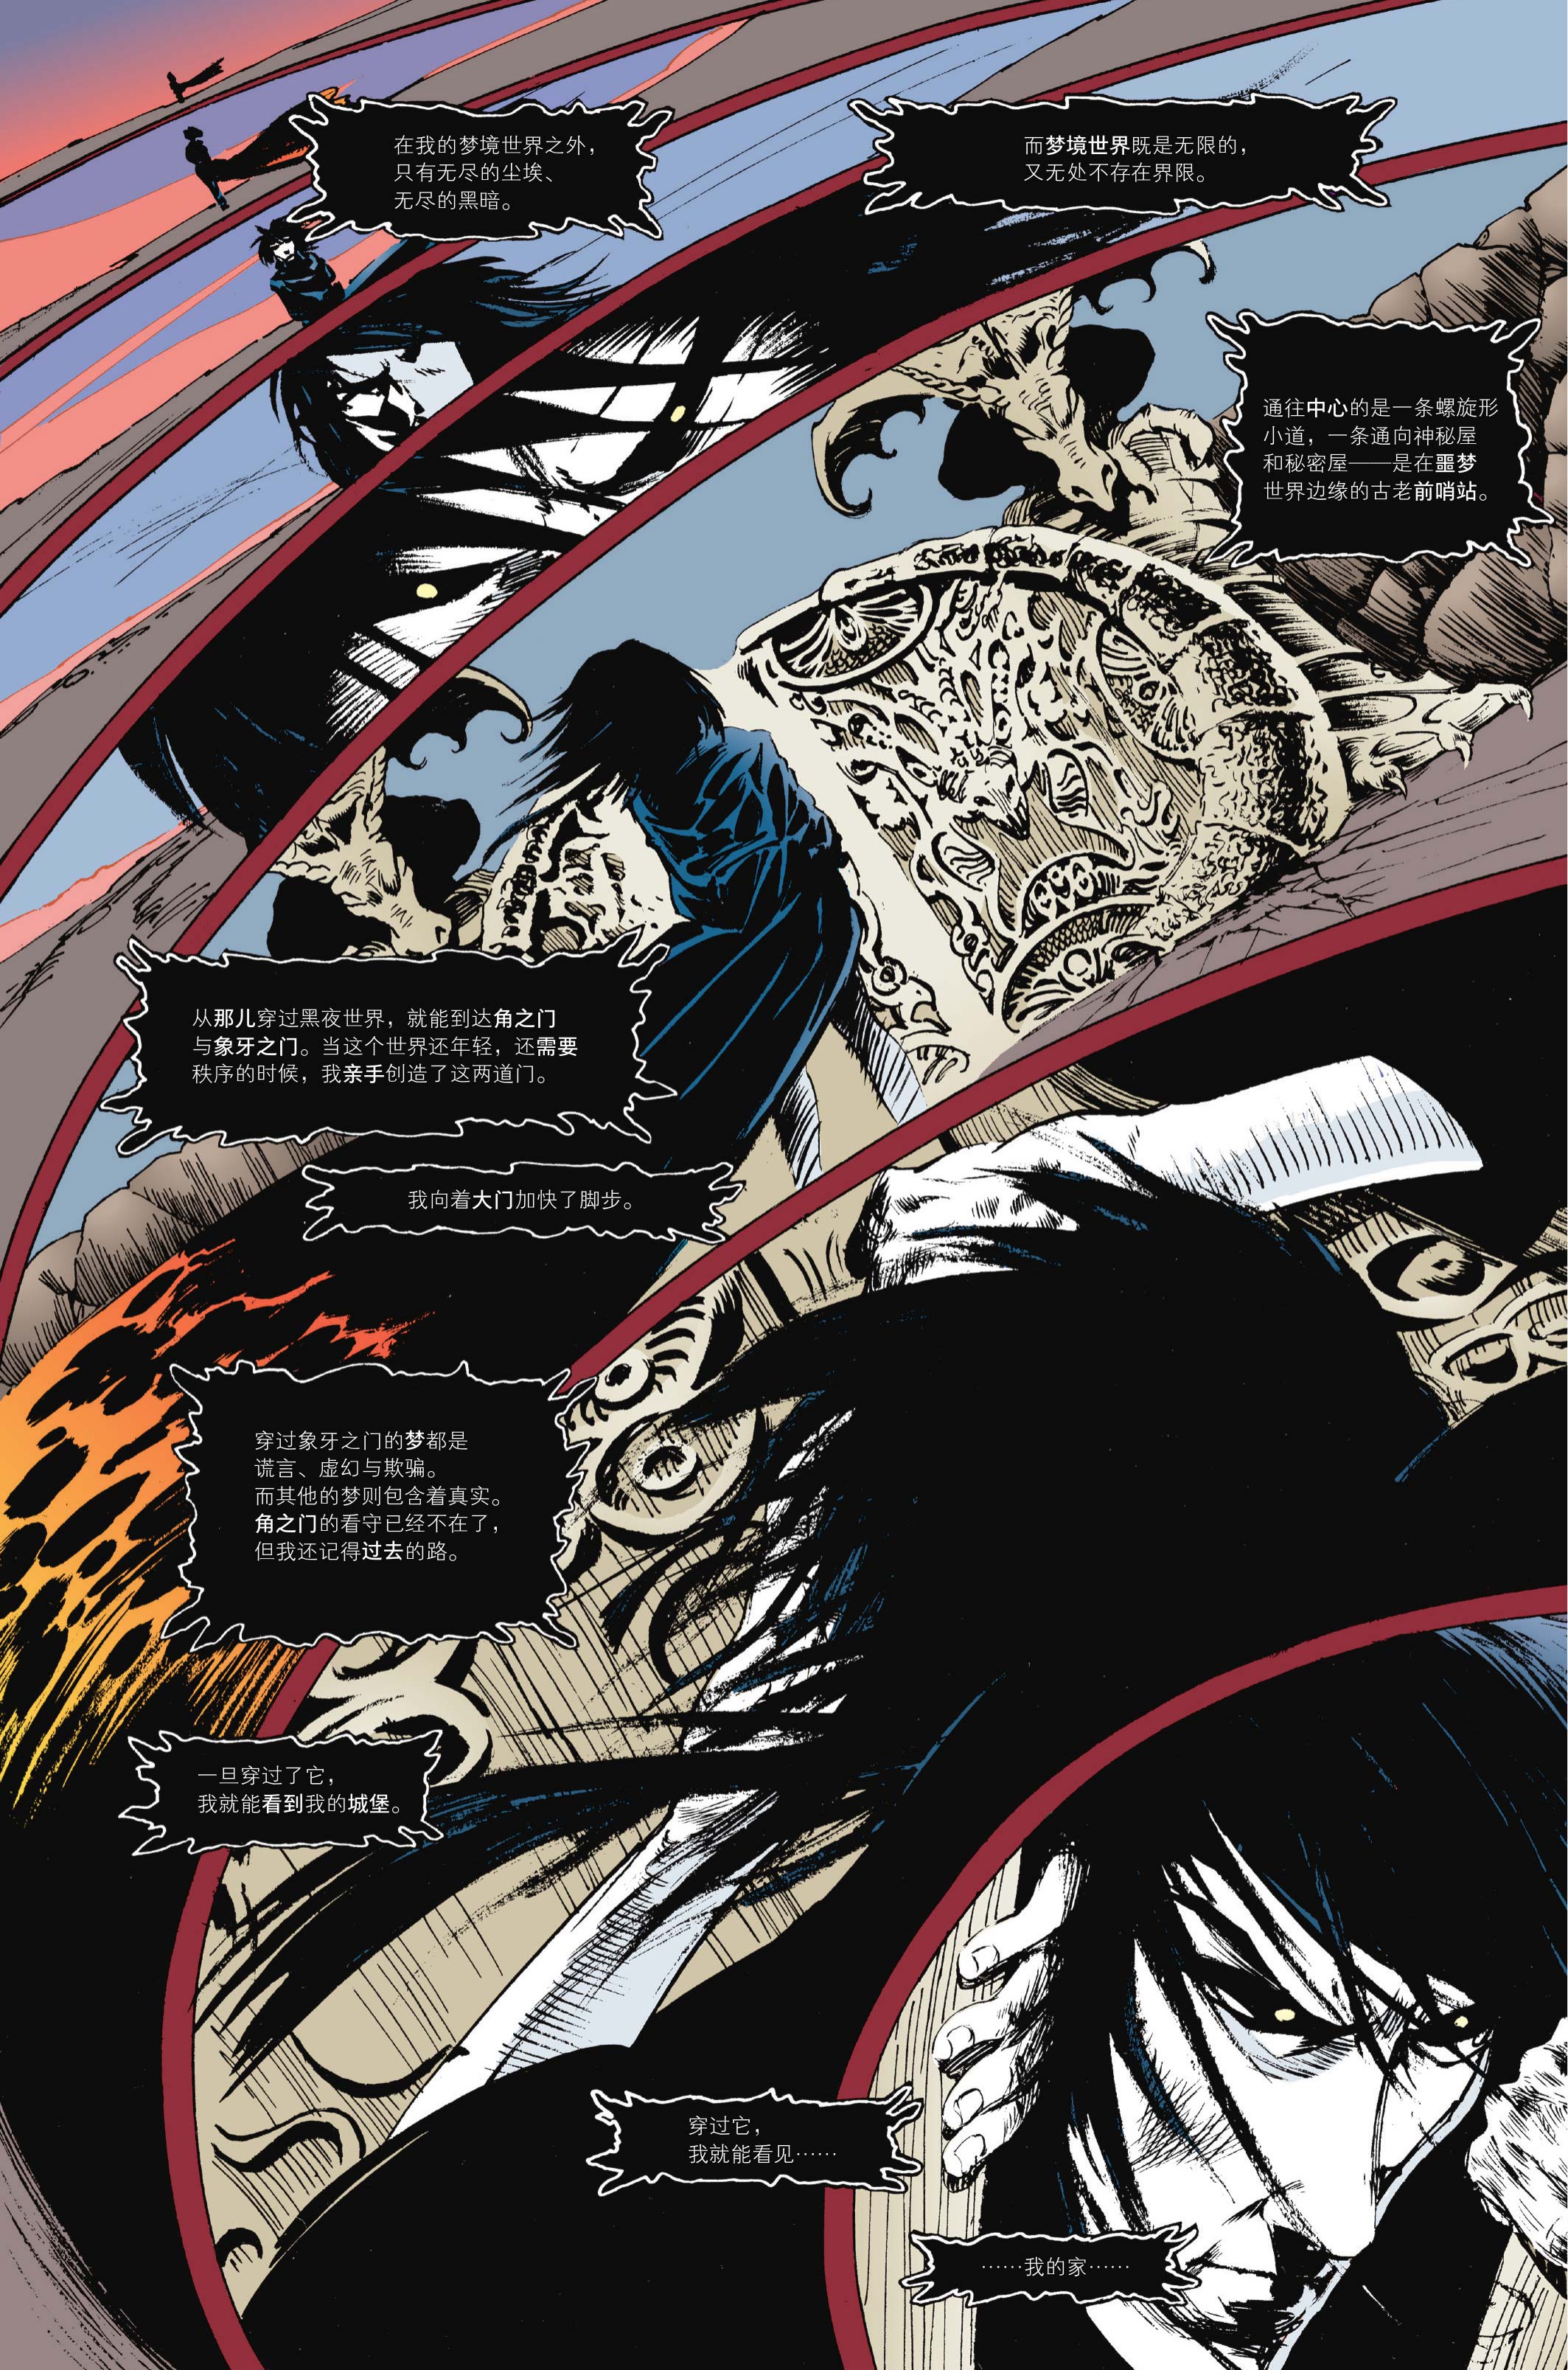 在我的梦境世界之外，
只有无尽的尘埃、
无尽的黑暗。
而梦境世界既是无限的，
又无处不存在界限。
通往中心的是一条螺旋形
小道，一条通向神秘屋
和秘密屋——是在噩梦
世界边缘的古老前哨站。
从那儿穿过黑夜世界，就能到达角之门
与象牙之门。当这个世界还年轻，还需要
秩序的时候，我亲手创造了这两道门。
我向着大门加快了脚步。
穿过象牙之门的梦都是
谎言、虚幻与欺骗。
而其他的梦则包含着真实。
角之门的看守已经不在了，
但我还记得过去的路。
一旦穿过了它，
我就能看到我的城堡。
穿过它，
我就能看见……
……我的家……